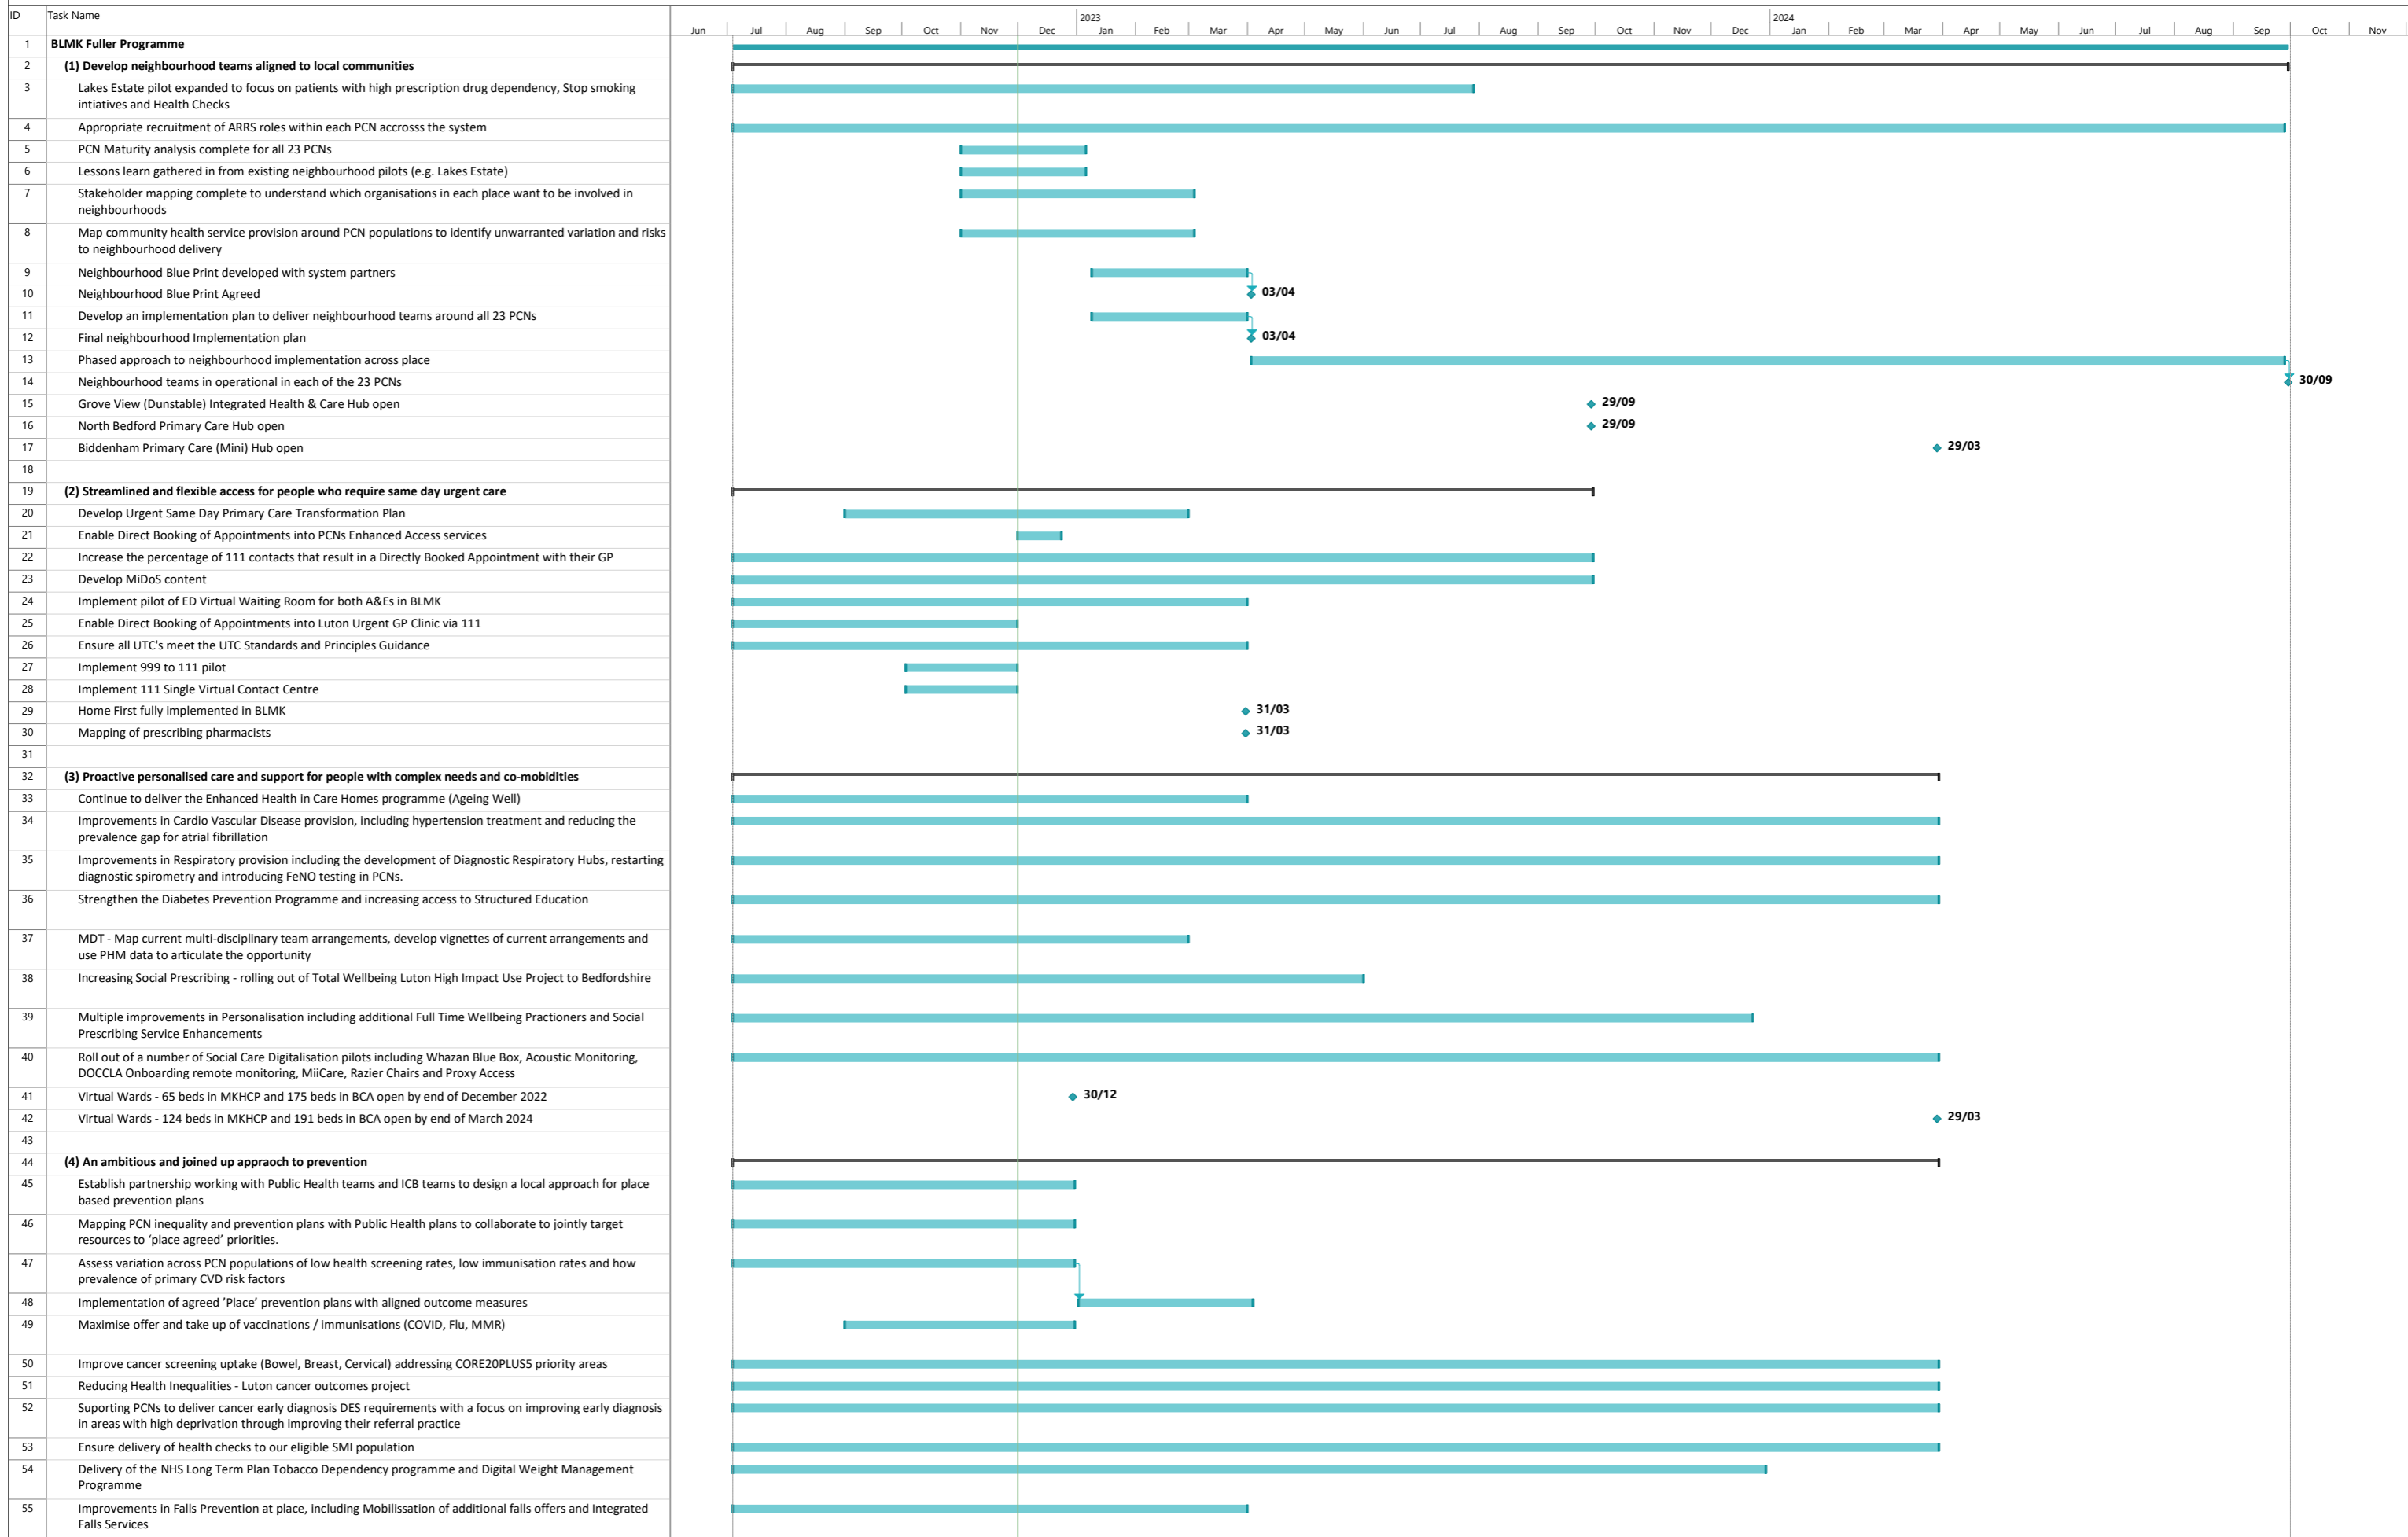 ID Task Name
2023 2024
Jun Jul Aug Sep Oct Nov Dec Jan Feb Mar Apr May Jun Jul Aug Sep Oct Nov Dec Jan Feb Mar Apr May Jun Jul Aug Sep Oct Nov
1 BLMK Fuller Programme
2 (1) Develop neighbourhood teams aligned to local communities
3 Lakes Estate pilot expanded to focus on patients with high prescription drug dependency, Stop smoking
intiatives and Health Checks
4 Appropriate recruitment of ARRS roles within each PCN accrosss the system
5 PCN Maturity analysis complete for all 23 PCNs
6 Lessons learn gathered in from existing neighbourhood pilots (e.g. Lakes Estate)
7 Stakeholder mapping complete to understand which organisations in each place want to be involved in
neighbourhoods
8 Map community health service provision around PCN populations to identify unwarranted variation and risks
to neighbourhood delivery
9 Neighbourhood Blue Print developed with system partners
10 Neighbourhood Blue Print Agreed 03/04
11 Develop an implementation plan to deliver neighbourhood teams around all 23 PCNs
12 Final neighbourhood Implementation plan 03/04
13 Phased approach to neighbourhood implementation across place
14 Neighbourhood teams in operational in each of the 23 PCNs 30/09
15 Grove View (Dunstable) Integrated Health & Care Hub open 29/09
16 North Bedford Primary Care Hub open 29/09
17 Biddenham Primary Care (Mini) Hub open 29/03
18
19 (2) Streamlined and flexible access for people who require same day urgent care
20 Develop Urgent Same Day Primary Care Transformation Plan
21 Enable Direct Booking of Appointments into PCNs Enhanced Access services
22 Increase the percentage of 111 contacts that result in a Directly Booked Appointment with their GP
23 Develop MiDoS content
24 Implement pilot of ED Virtual Waiting Room for both A&Es in BLMK
25 Enable Direct Booking of Appointments into Luton Urgent GP Clinic via 111
26 Ensure all UTC's meet the UTC Standards and Principles Guidance
27 Implement 999 to 111 pilot
28 Implement 111 Single Virtual Contact Centre
29 Home First fully implemented in BLMK 31/03
30 Mapping of prescribing pharmacists 31/03
31
32 (3) Proactive personalised care and support for people with complex needs and co-mobidities
33 Continue to deliver the Enhanced Health in Care Homes programme (Ageing Well)
34 Improvements in Cardio Vascular Disease provision, including hypertension treatment and reducing the
prevalence gap for atrial fibrillation
35 Improvements in Respiratory provision including the development of Diagnostic Respiratory Hubs, restarting
diagnostic spirometry and introducing FeNO testing in PCNs.
36 Strengthen the Diabetes Prevention Programme and increasing access to Structured Education
37 MDT - Map current multi-disciplinary team arrangements, develop vignettes of current arrangements and
use PHM data to articulate the opportunity
38 Increasing Social Prescribing - rolling out of Total Wellbeing Luton High Impact Use Project to Bedfordshire
39 Multiple improvements in Personalisation including additional Full Time Wellbeing Practioners and Social
Prescribing Service Enhancements
40 Roll out of a number of Social Care Digitalisation pilots including Whazan Blue Box, Acoustic Monitoring,
DOCCLA Onboarding remote monitoring, MiiCare, Razier Chairs and Proxy Access
41 Virtual Wards - 65 beds in MKHCP and 175 beds in BCA open by end of December 2022 30/12
42 Virtual Wards - 124 beds in MKHCP and 191 beds in BCA open by end of March 2024 29/03
43
44 (4) An ambitious and joined up appraoch to prevention
45 Establish partnership working with Public Health teams and ICB teams to design a local approach for place
based prevention plans
46 Mapping PCN inequality and prevention plans with Public Health plans to collaborate to jointly target
resources to ‘place agreed’ priorities.
47 Assess variation across PCN populations of low health screening rates, low immunisation rates and how
prevalence of primary CVD risk factors
48 Implementation of agreed ‘Place’ prevention plans with aligned outcome measures
49 Maximise offer and take up of vaccinations / immunisations (COVID, Flu, MMR)
50 Improve cancer screening uptake (Bowel, Breast, Cervical) addressing CORE20PLUS5 priority areas
51 Reducing Health Inequalities - Luton cancer outcomes project
52 Suporting PCNs to deliver cancer early diagnosis DES requirements with a focus on improving early diagnosis
in areas with high deprivation through improving their referral practice
53 Ensure delivery of health checks to our eligible SMI population
54 Delivery of the NHS Long Term Plan Tobacco Dependency programme and Digital Weight Management
Programme
55 Improvements in Falls Prevention at place, including Mobilissation of additional falls offers and Integrated
Falls Services